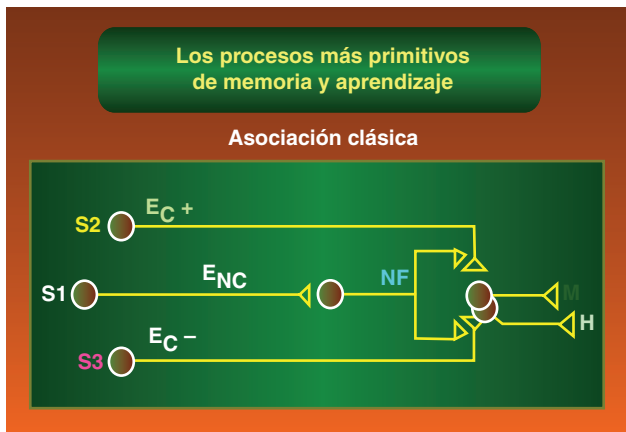 Los procesos más primitivos
de memoria y aprendizaje
Asociación clásica
S2 EC +
S1 ENC NF M
H
S3 EC –